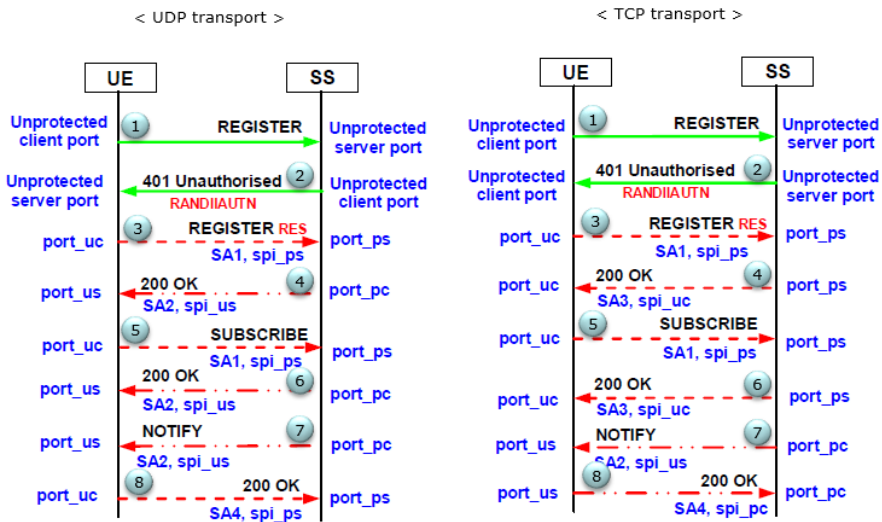 < UDP transport >
UE
SS
Unprotected
client port
1
REGISTER
Unprotected
server port
Unprotected
server port
401 Unauthorised
2
RANDIIAUTN
Unprotected
client port
port_uc
3
REGISTER RES
SA1, spi_ps
port_ps
port_us
200 OK
4
SA2, spi_us
port_pc
port_uc
5
SUBSCRIBE
SA1, spi_ps
port_ps
port_us
200 OK
6
SA2, spi_us
port_pc
port_us
NOTIFY
7
SA2, spi_us
port_pc
port_uc
8
200 OK
SA4, spi_ps
port_ps
< TCP transport >
UE
SS
Unprotected
client port
1
REGISTER
Unprotected
server port
Unprotected
client port
401 Unauthorised
2
RANDIIAUTN
Unprotected
server port
port_uc
3
REGISTER RES
SA1, spi_ps
port_ps
port_uc
200 OK
4
SA3, spi_uc
port_ps
port_uc
5
SUBSCRIBE
SA1, spi_ps
port_ps
port_uc
200 OK
6
SA3, spi_uc
port_ps
port_us
NOTIFY
7
SA2, spi_us
port_pc
port_us
8
200 OK
SA4, spi_pc
port_pc